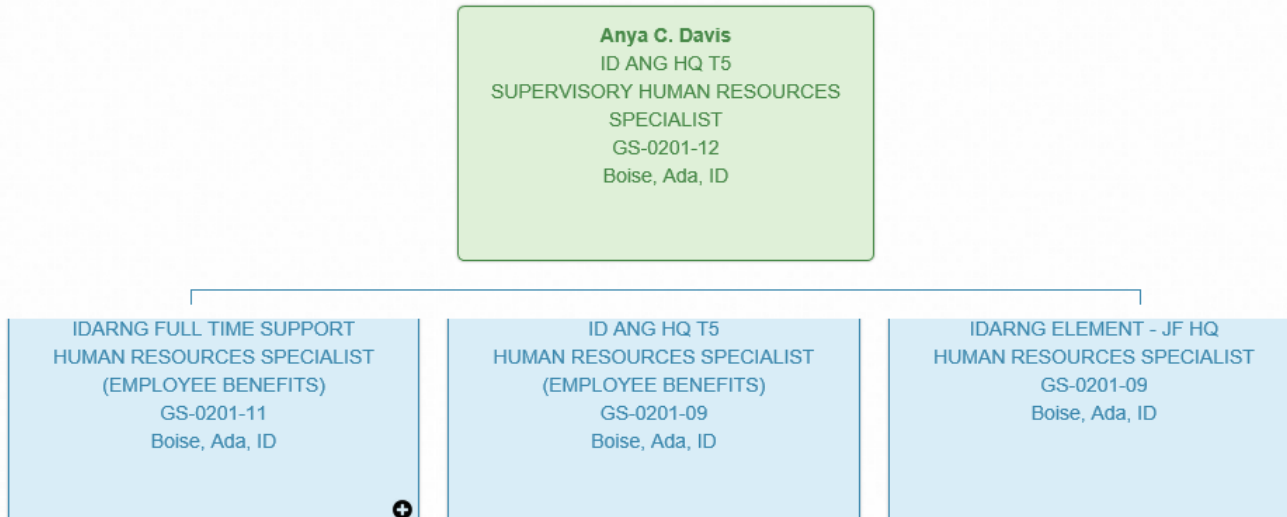 Anya C. Davis
ID ANG HQ T5
SUPERVISORY HUMAN RESOURCES
SPECIALIST
GS-0201-12
Boise, Ada, ID
IDARNG FULL TIME SUPPORT
HUMAN RESOURCES SPECIALIST
(EMPLOYEE BENEFITS)
GS-0201-11
Boise, Ada, ID
ID ANG HQ T5
HUMAN RESOURCES SPECIALIST
(EMPLOYEE BENEFITS)
GS-0201-09
Boise, Ada, ID
IDARNG ELEMENT - JF HQ
HUMAN RESOURCES SPECIALIST
GS-0201-09
Boise, Ada, ID